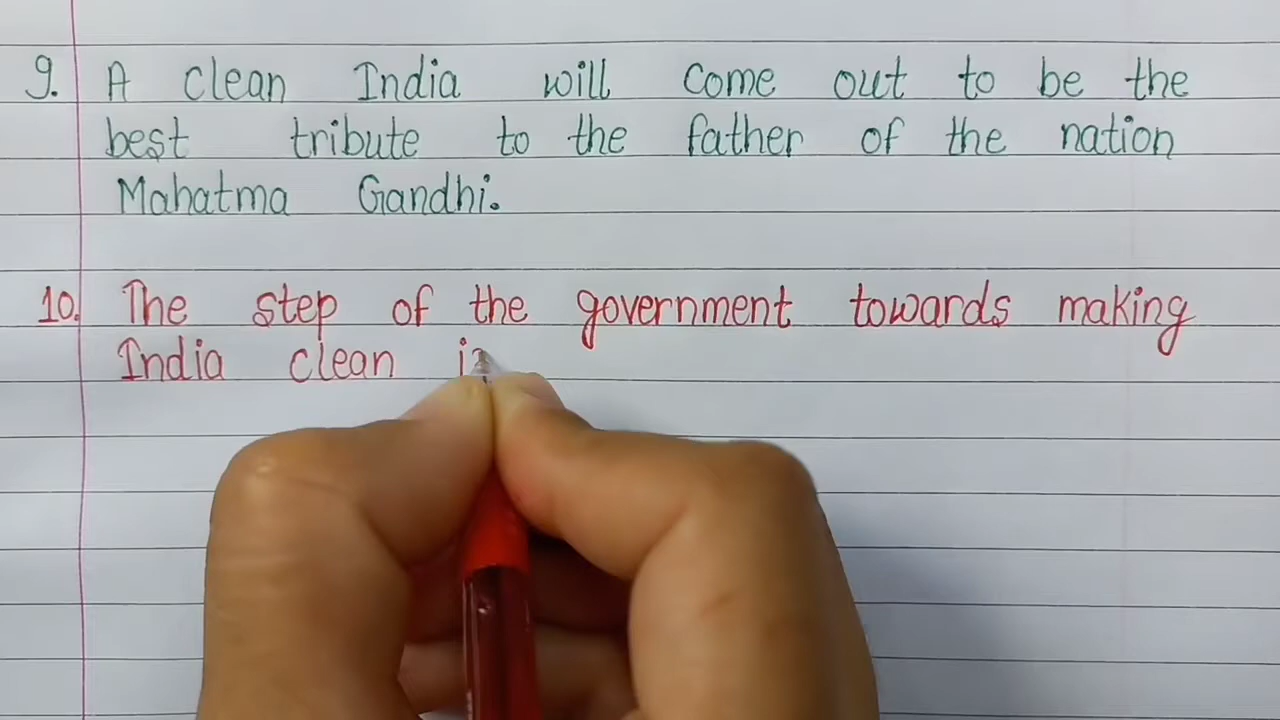 9. A clean India will come out to be the
best tribute to the father of the nation
Mahatma Gandhi.
10. The step of the government towards making
India clean